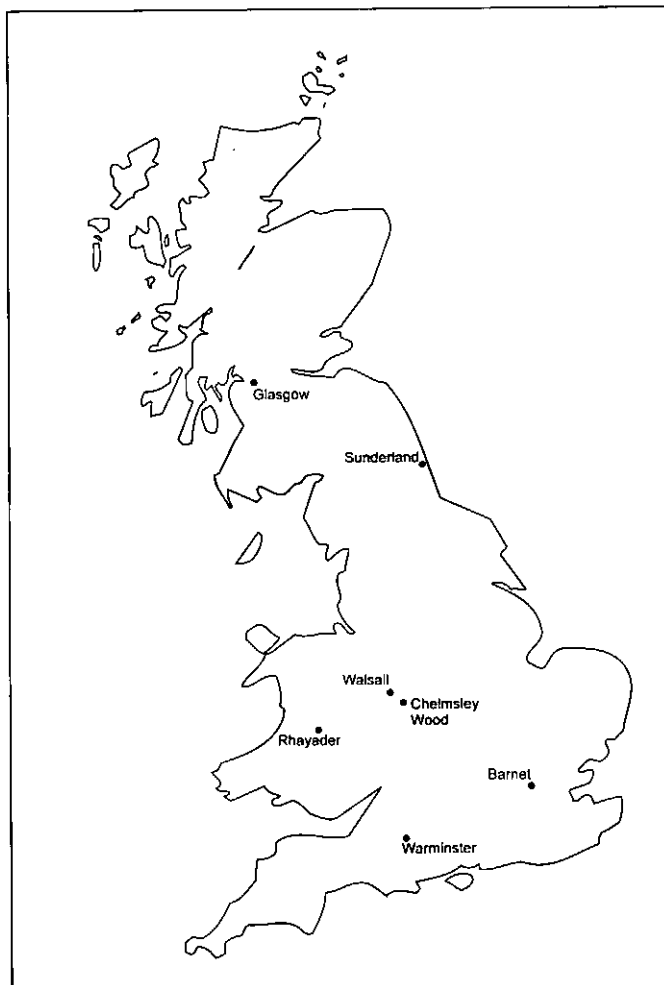 Glasgow
Sunderland
Walsall
Chelmsley
Wood
Rhayader
Barnet
Warminster